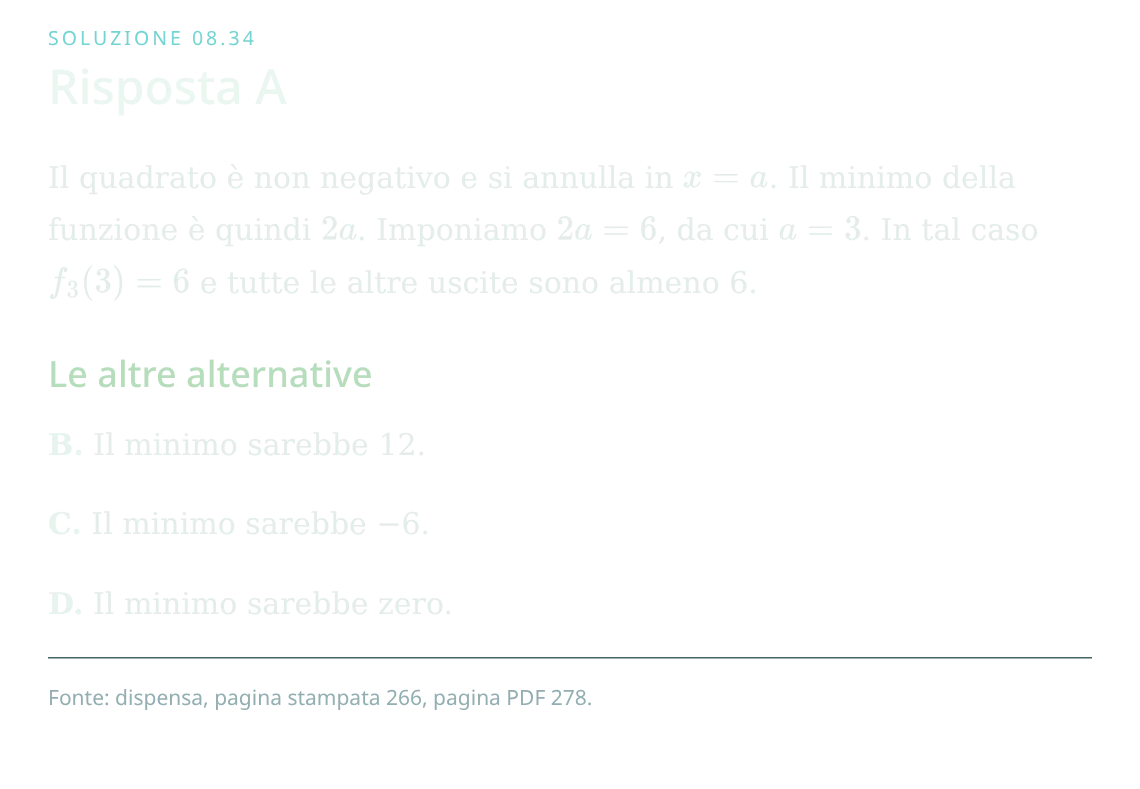 SOLUZIONE 08.34
Risposta A
Il quadrato è non negativo e si annulla in x = a. Il minimo della
funzione è quindi 2a. Imponiamo 2a = 6, da cui a = 3. In tal caso
f₃(3) = 6 e tutte le altre uscite sono almeno 6.
Le altre alternative
B. Il minimo sarebbe 12.
C. Il minimo sarebbe −6.
D. Il minimo sarebbe zero.
Fonte: dispensa, pagina stampata 266, pagina PDF 278.